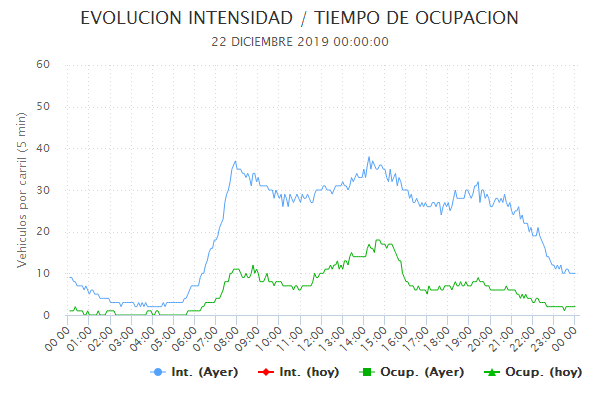 EVOLUCION INTENSIDAD / TIEMPO DE OCUPACION
22 DICIEMBRE 2019 00:00:00
Vehiculos por carril (5 min)
60
50
40
30
20
10
0
00:00 01:00 02:00 03:00 04:00 05:00 06:00 07:00 08:00 09:00 10:00 11:00 12:00 13:00 14:00 15:00 16:00 17:00 18:00 19:00 20:00 21:00 22:00 23:00 00:00
Int. (Ayer) Int. (hoy) Ocup. (Ayer) Ocup. (hoy)